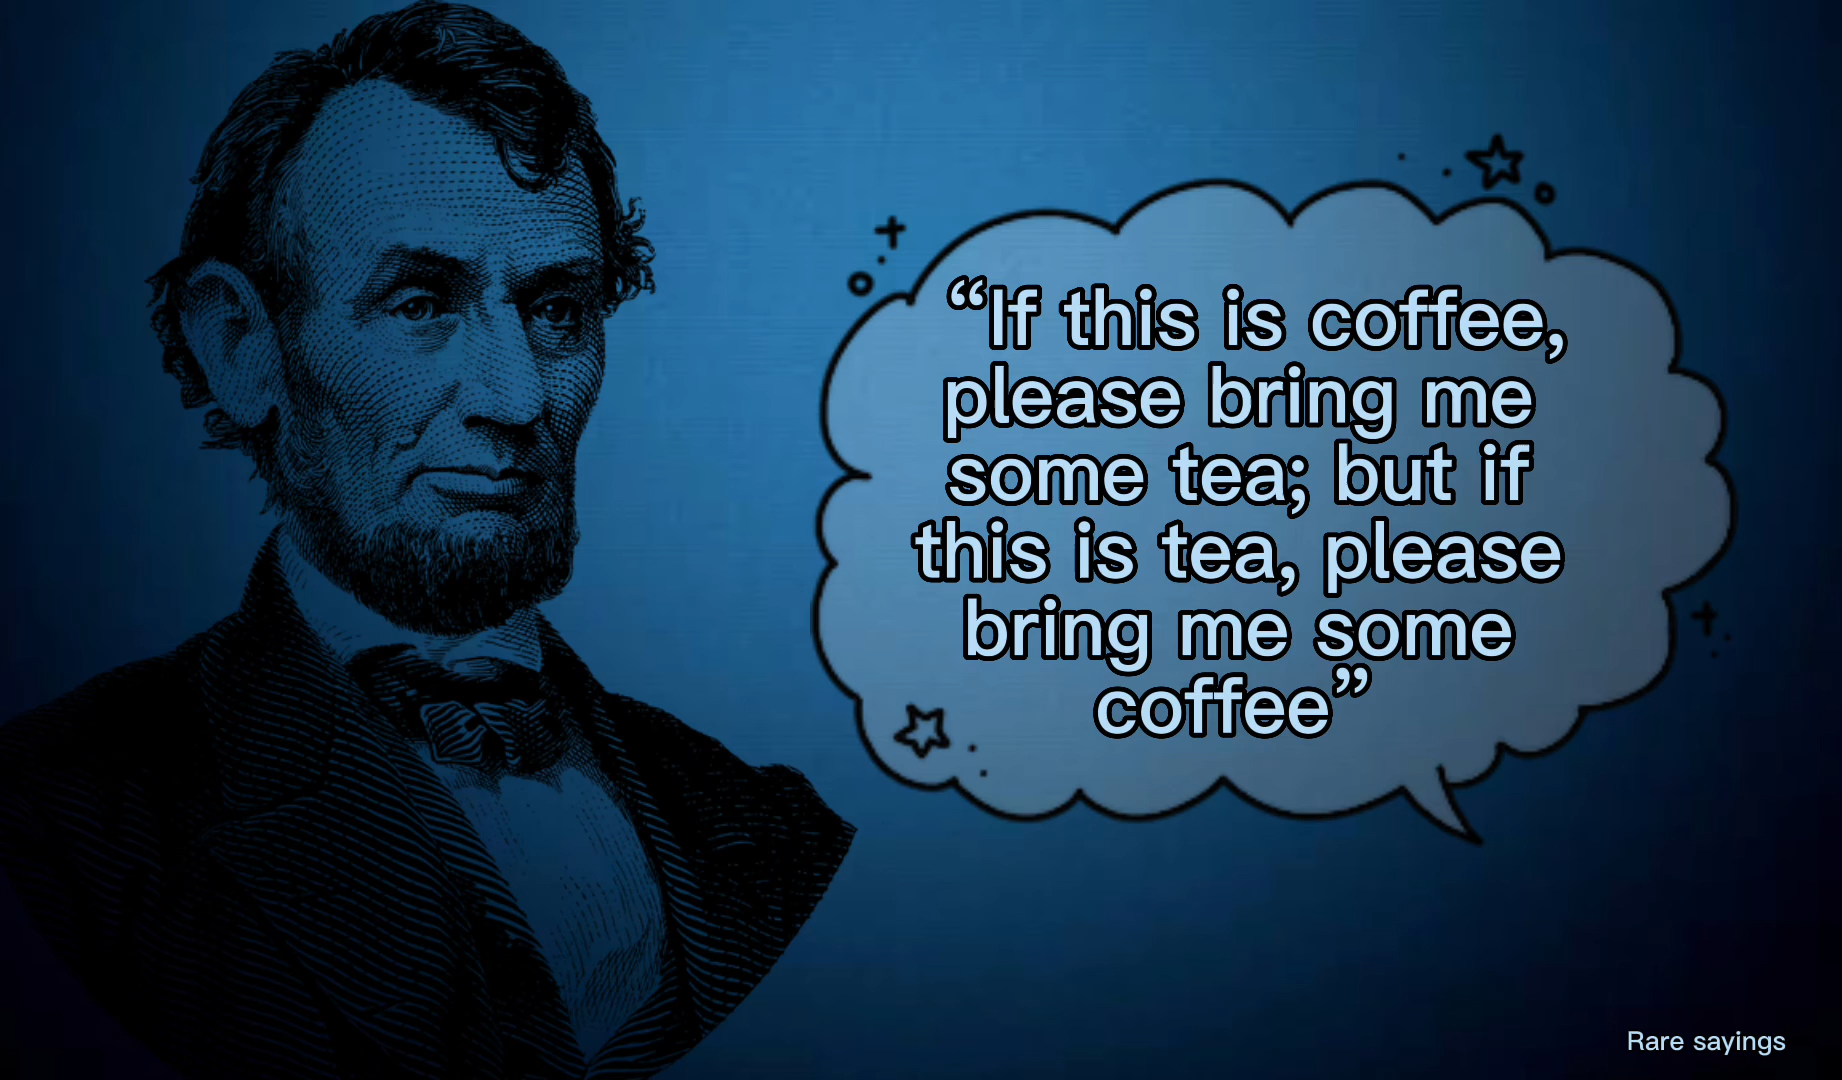 “If this is coffee,
please bring me
some tea; but if
this is tea, please
bring me some
coffee”
Rare sayings